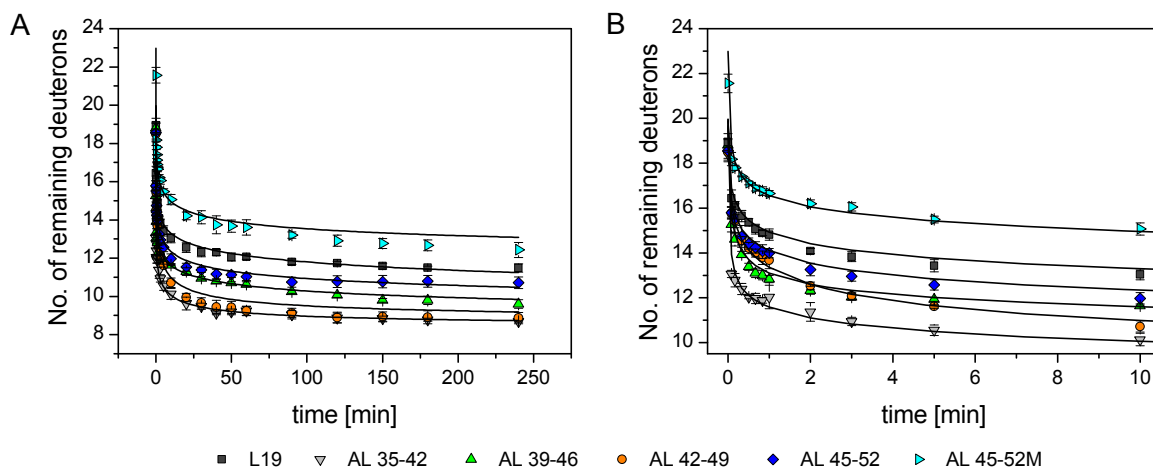 A
No. of remaining deuterons
24
22
20
18
16
14
12
10
8
0 50 100 150 200 250
time [min]
B
No. of remaining deuterons
24
22
20
18
16
14
12
10
0 2 4 6 8 10
time [min]
L19 AL 35-42 AL 39-46 AL 42-49 AL 45-52 AL 45-52M